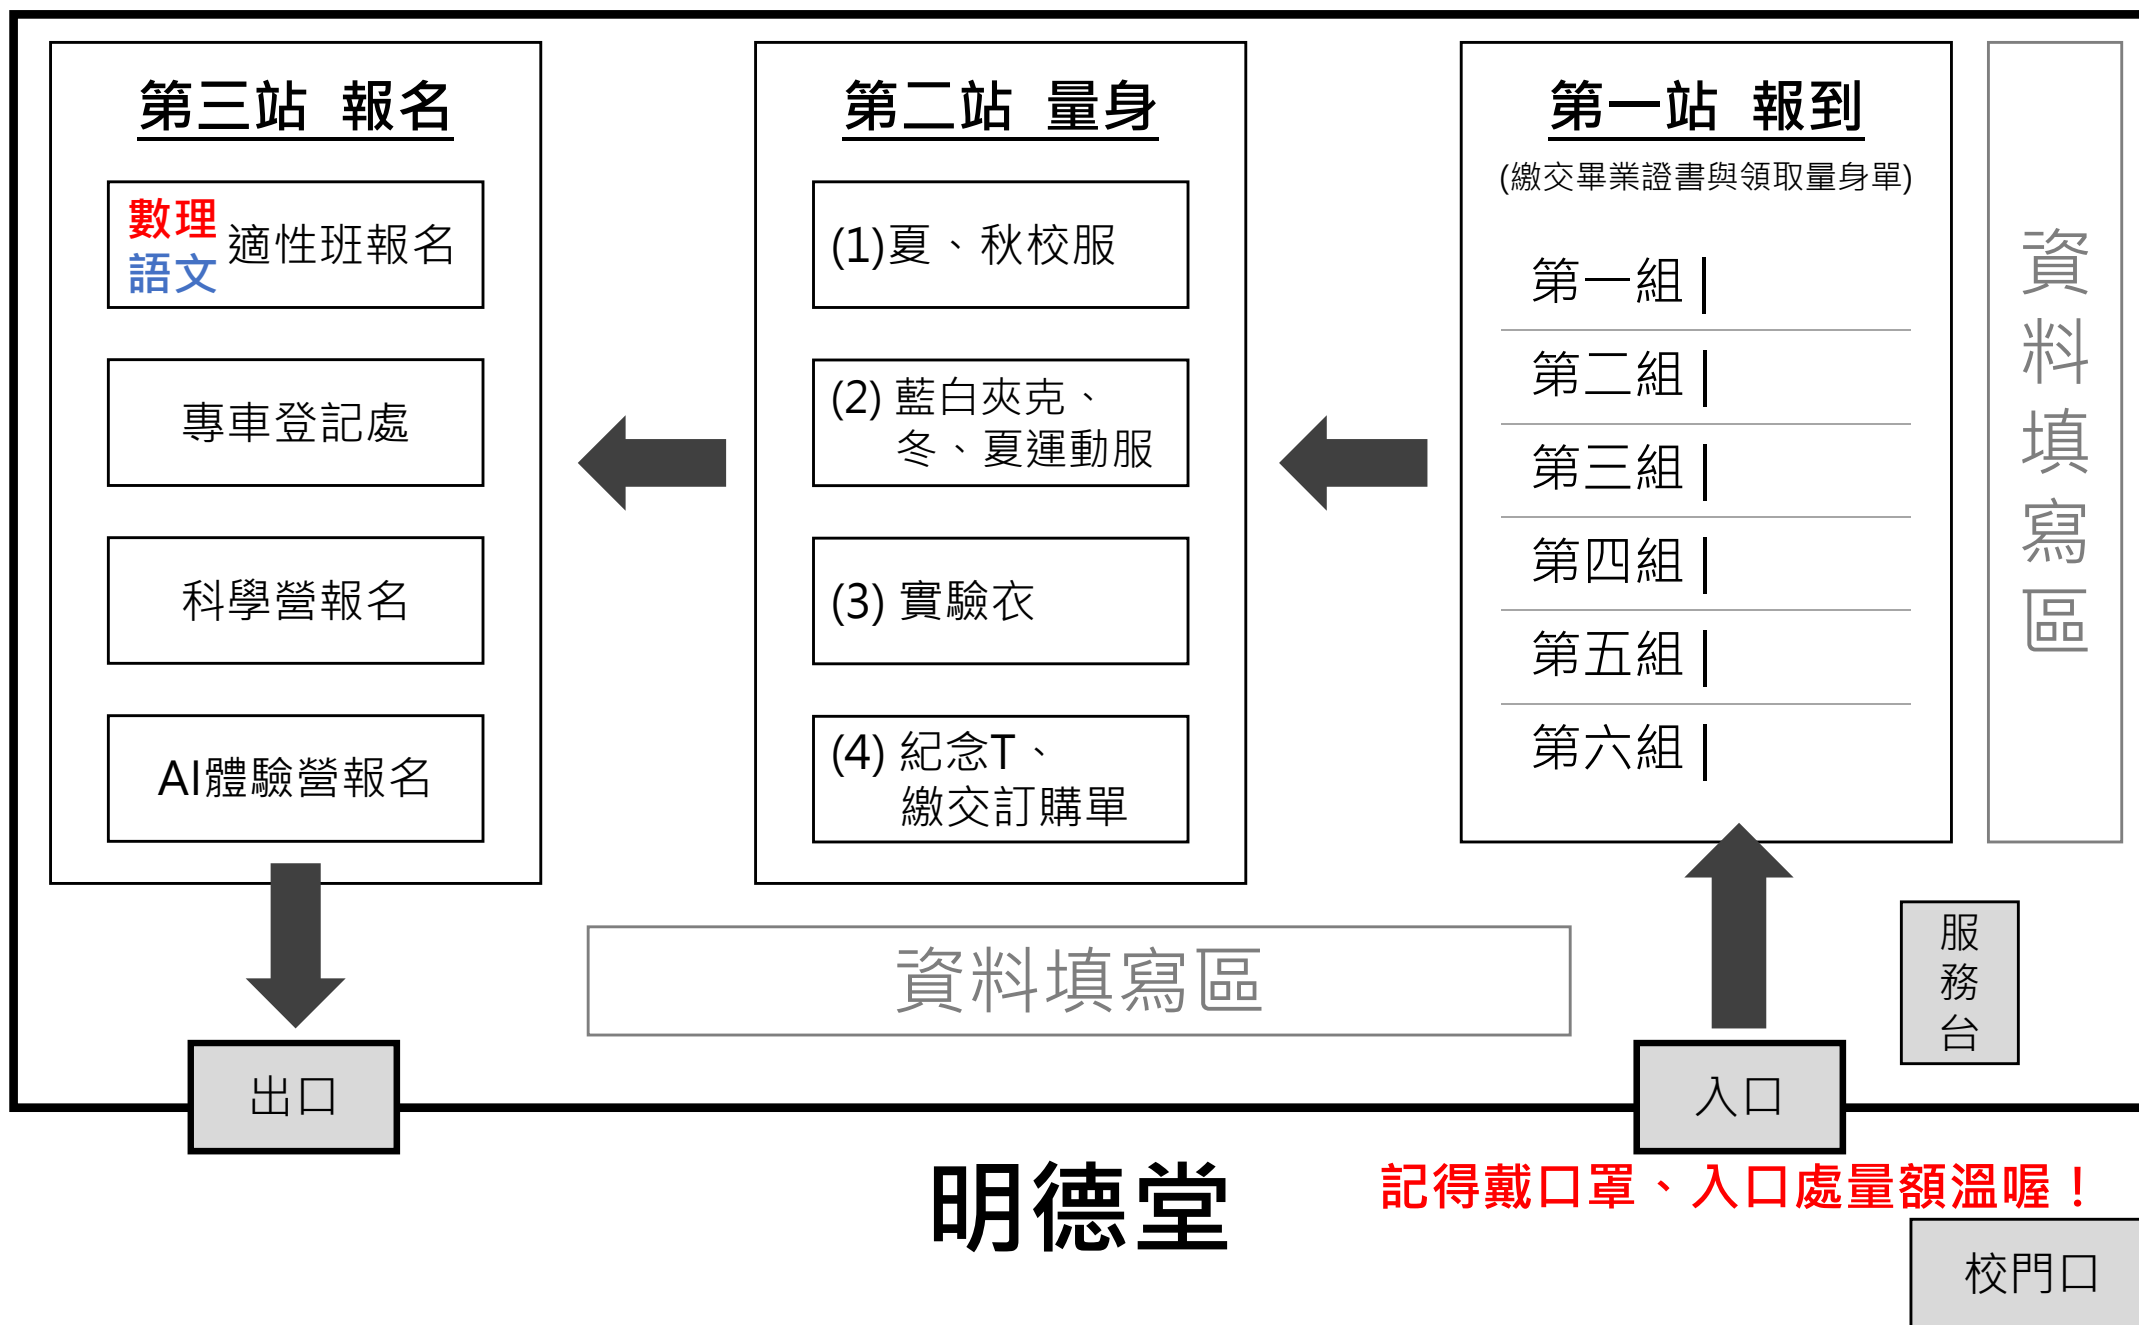 第三站 報名
數理
語文
適性班報名
專車登記處
科學營報名
AI體驗營報名
第二站 量身
(1)夏、秋校服
(2) 藍白夾克、
冬、夏運動服
(3) 實驗衣
(4) 紀念T、
繳交訂購單
第一站 報到
(繳交畢業證書與領取量身單)
第一組
第二組
第三組
第四組
第五組
第六組
資料填寫區
資料填寫區
服務台
出口
入口
明德堂
記得戴口罩、入口處量額溫喔！
校門口